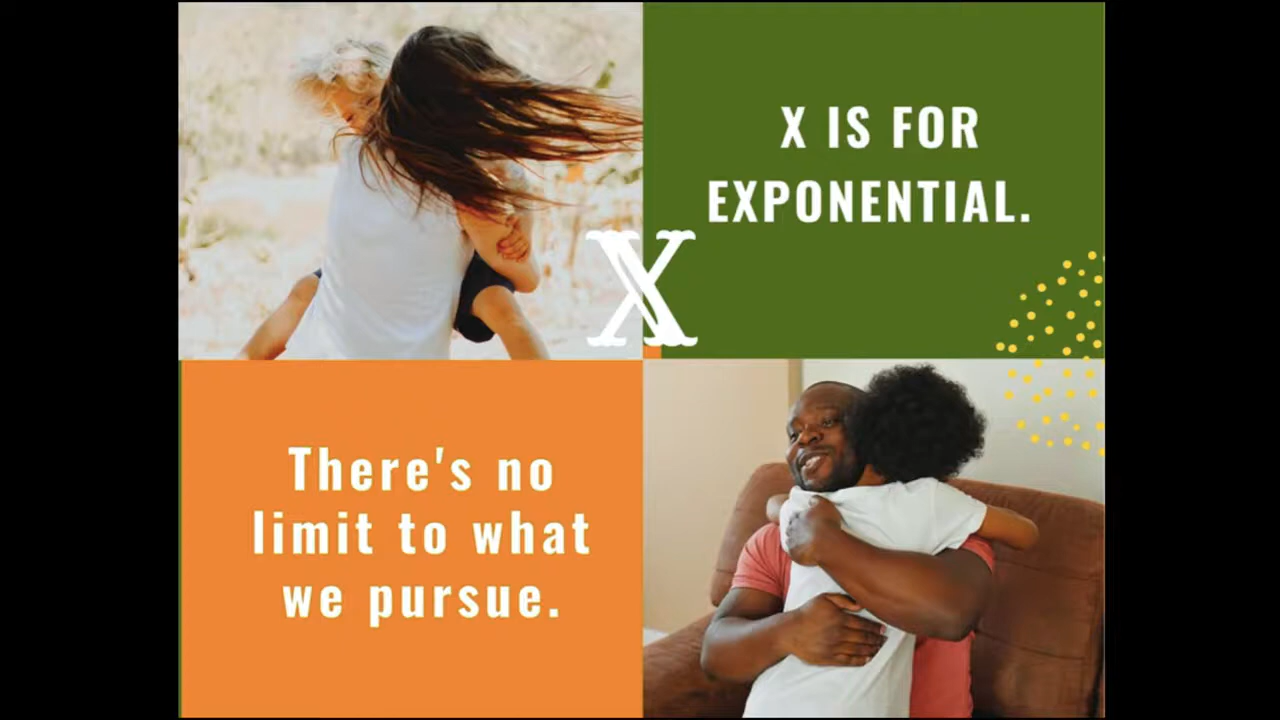 X IS FOR
EXPONENTIAL.
X
There's no
limit to what
we pursue.